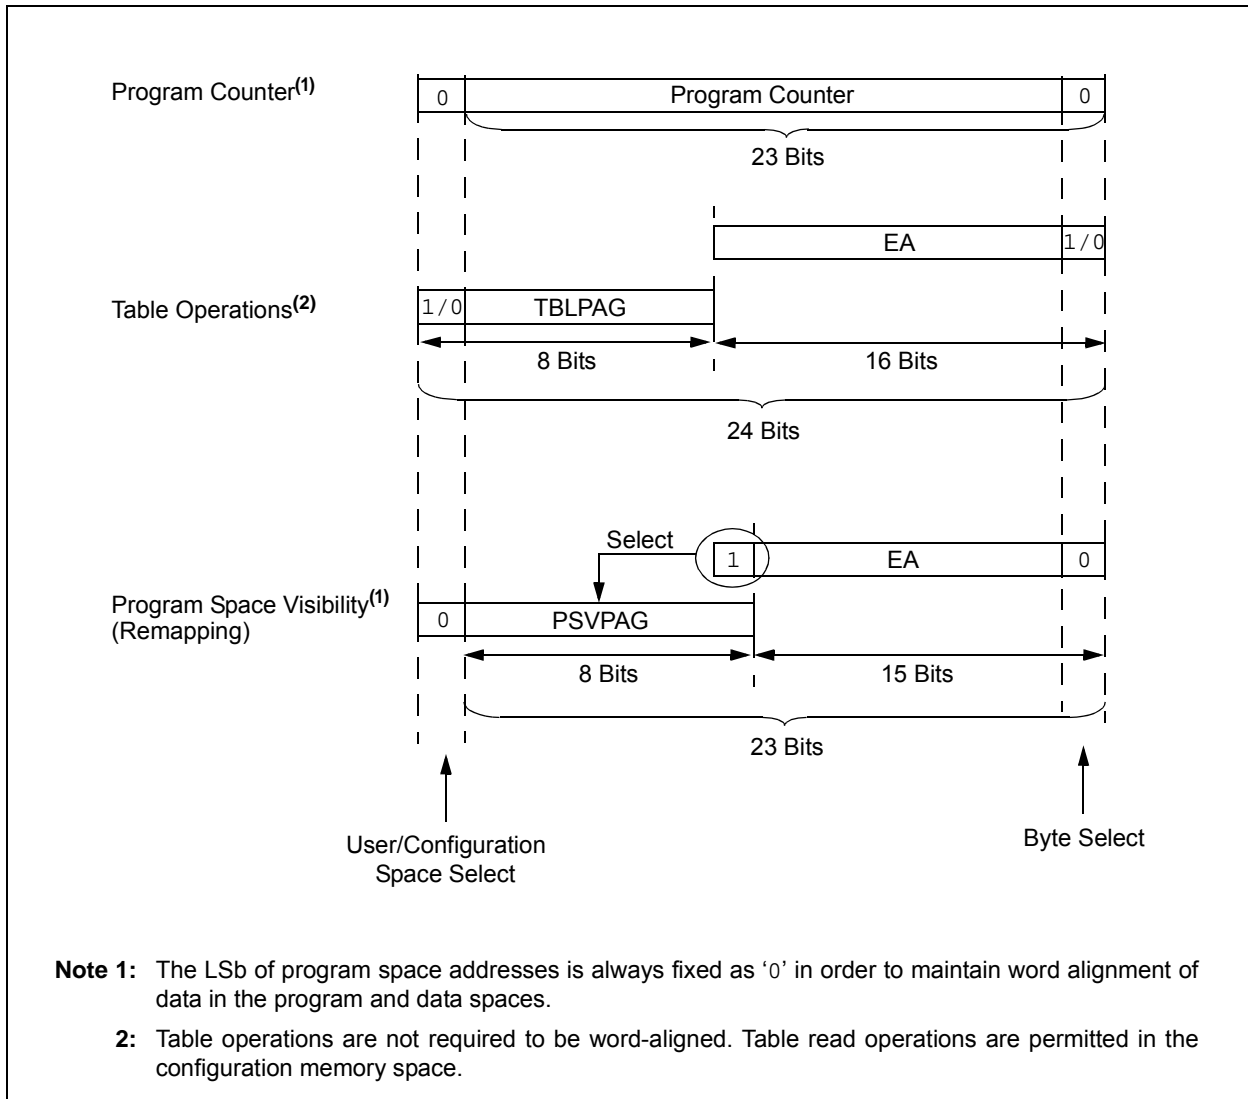 Program Counter(1)
0
Program Counter
0
23 Bits
EA
1/0
Table Operations(2)
1/0
TBLPAG
8 Bits
16 Bits
24 Bits
Select
1
EA
0
Program Space Visibility(1)
(Remapping)
0
PSVPAG
8 Bits
15 Bits
23 Bits
User/Configuration
Space Select
Byte Select
Note 1: The LSb of program space addresses is always fixed as ‘0’ in order to maintain word alignment of
data in the program and data spaces.
2: Table operations are not required to be word-aligned. Table read operations are permitted in the
configuration memory space.